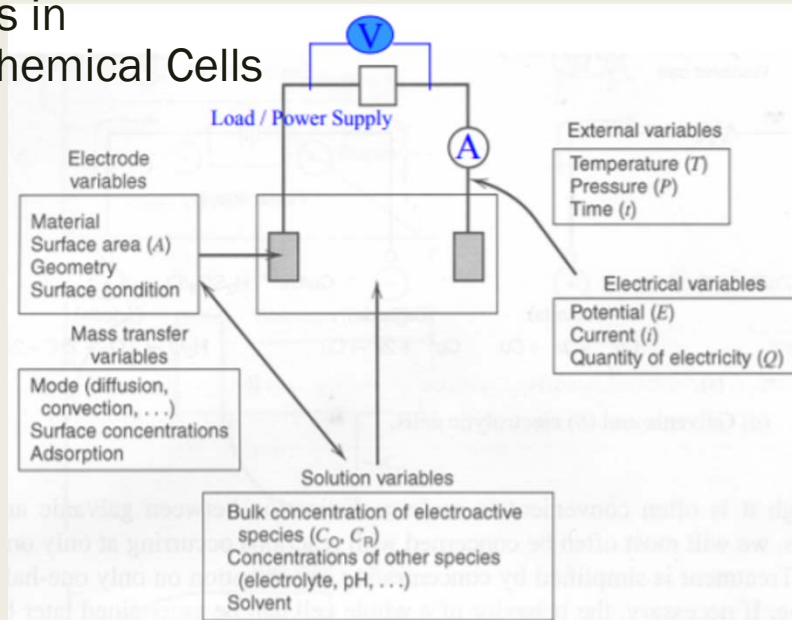 s in
hemical Cells
V
Load / Power Supply
A
Electrode
variables
Material
Surface area (A)
Geometry
Surface condition
External variables
Temperature (T)
Pressure (P)
Time (t)
Electrical variables
Potential (E)
Current (i)
Quantity of electricity (Q)
Mass transfer
variables
Mode (diffusion,
convection, . . .)
Surface concentrations
Adsorption
Solution variables
Bulk concentration of electroactive
species (C_O, C_R)
Concentrations of other species
(electrolyte, pH, . . .)
Solvent